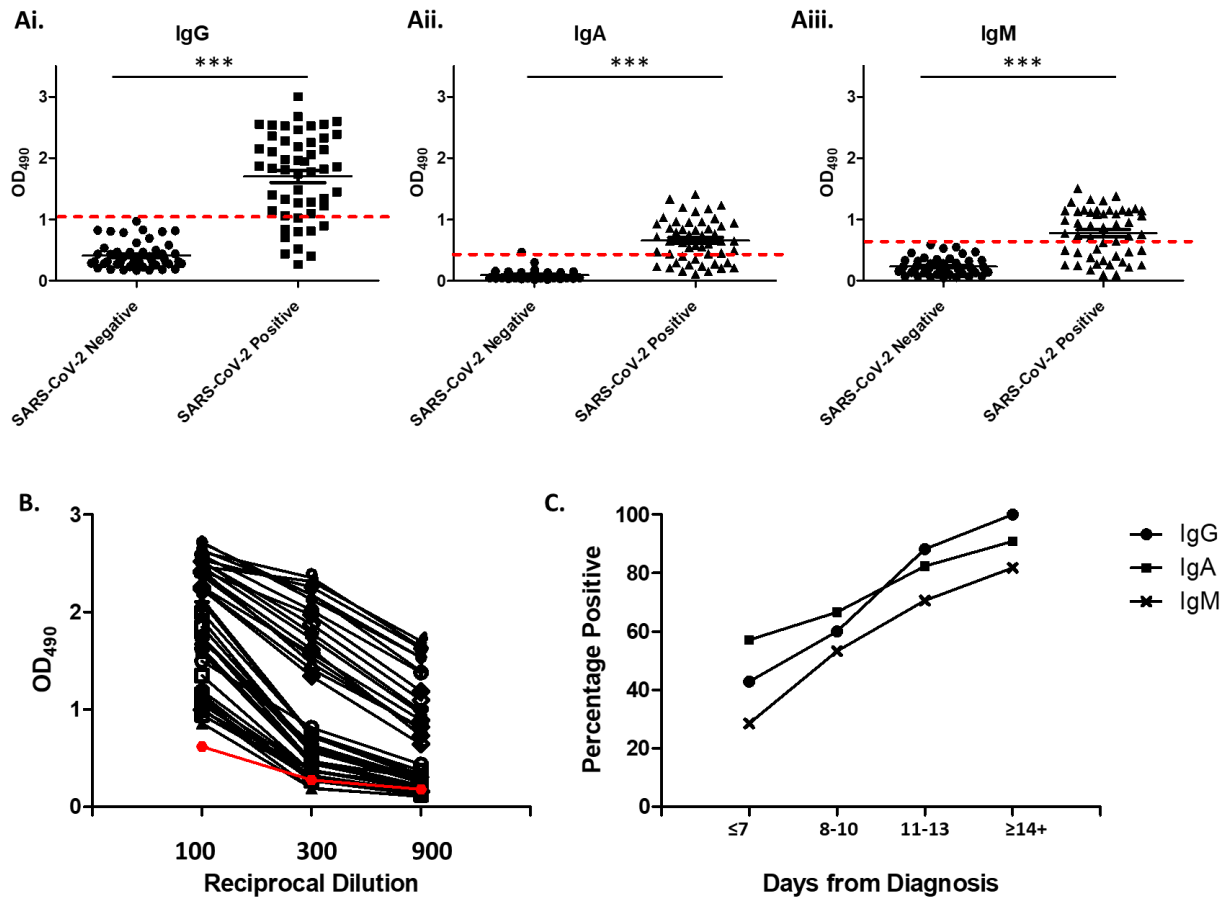 Ai.
IgG
***
OD490
3
2
1
0
SARS-CoV-2 Negative
SARS-CoV-2 Positive
Aii.
IgA
***
OD490
3
2
1
0
SARS-CoV-2 Negative
SARS-CoV-2 Positive
Aiii.
IgM
***
OD490
3
2
1
0
SARS-CoV-2 Negative
SARS-CoV-2 Positive
B.
OD490
3
2
1
0
100 300 900
Reciprocal Dilution
C.
Percentage Positive
100
80
60
40
20
0
≤7 8-10 11-13 ≥14+
Days from Diagnosis
IgG
IgA
IgM